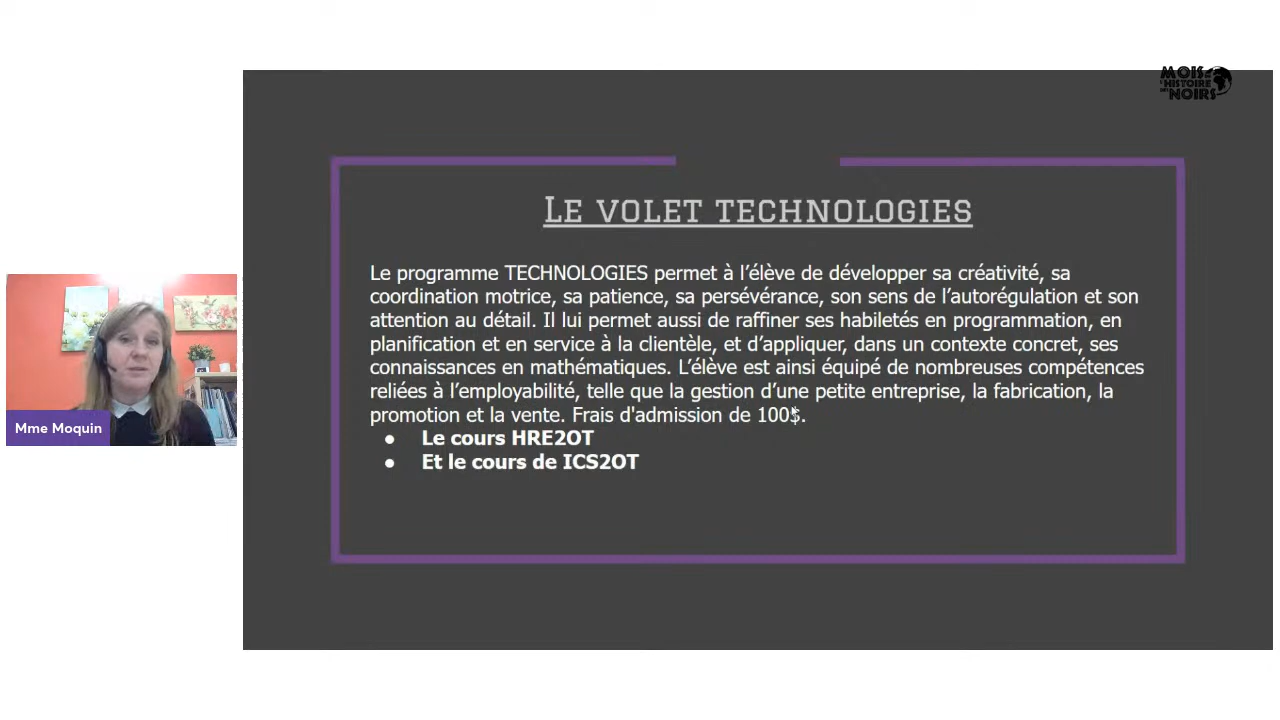 MOIS DE
L'HISTOIRE
DES NOIRS
Le volet technologies
Le programme TECHNOLOGIES permet à l’élève de développer sa créativité, sa
coordination motrice, sa patience, sa persévérance, son sens de l’autorégulation et son
attention au détail. Il lui permet aussi de raffiner ses habiletés en programmation, en
planification et en service à la clientèle, et d’appliquer, dans un contexte concret, ses
connaissances en mathématiques. L’élève est ainsi équipé de nombreuses compétences
reliées à l’employabilité, telle que la gestion d’une petite entreprise, la fabrication, la
promotion et la vente. Frais d'admission de 100$.
● Le cours HRE2OT
● Et le cours de ICS2OT
Mme Moquin